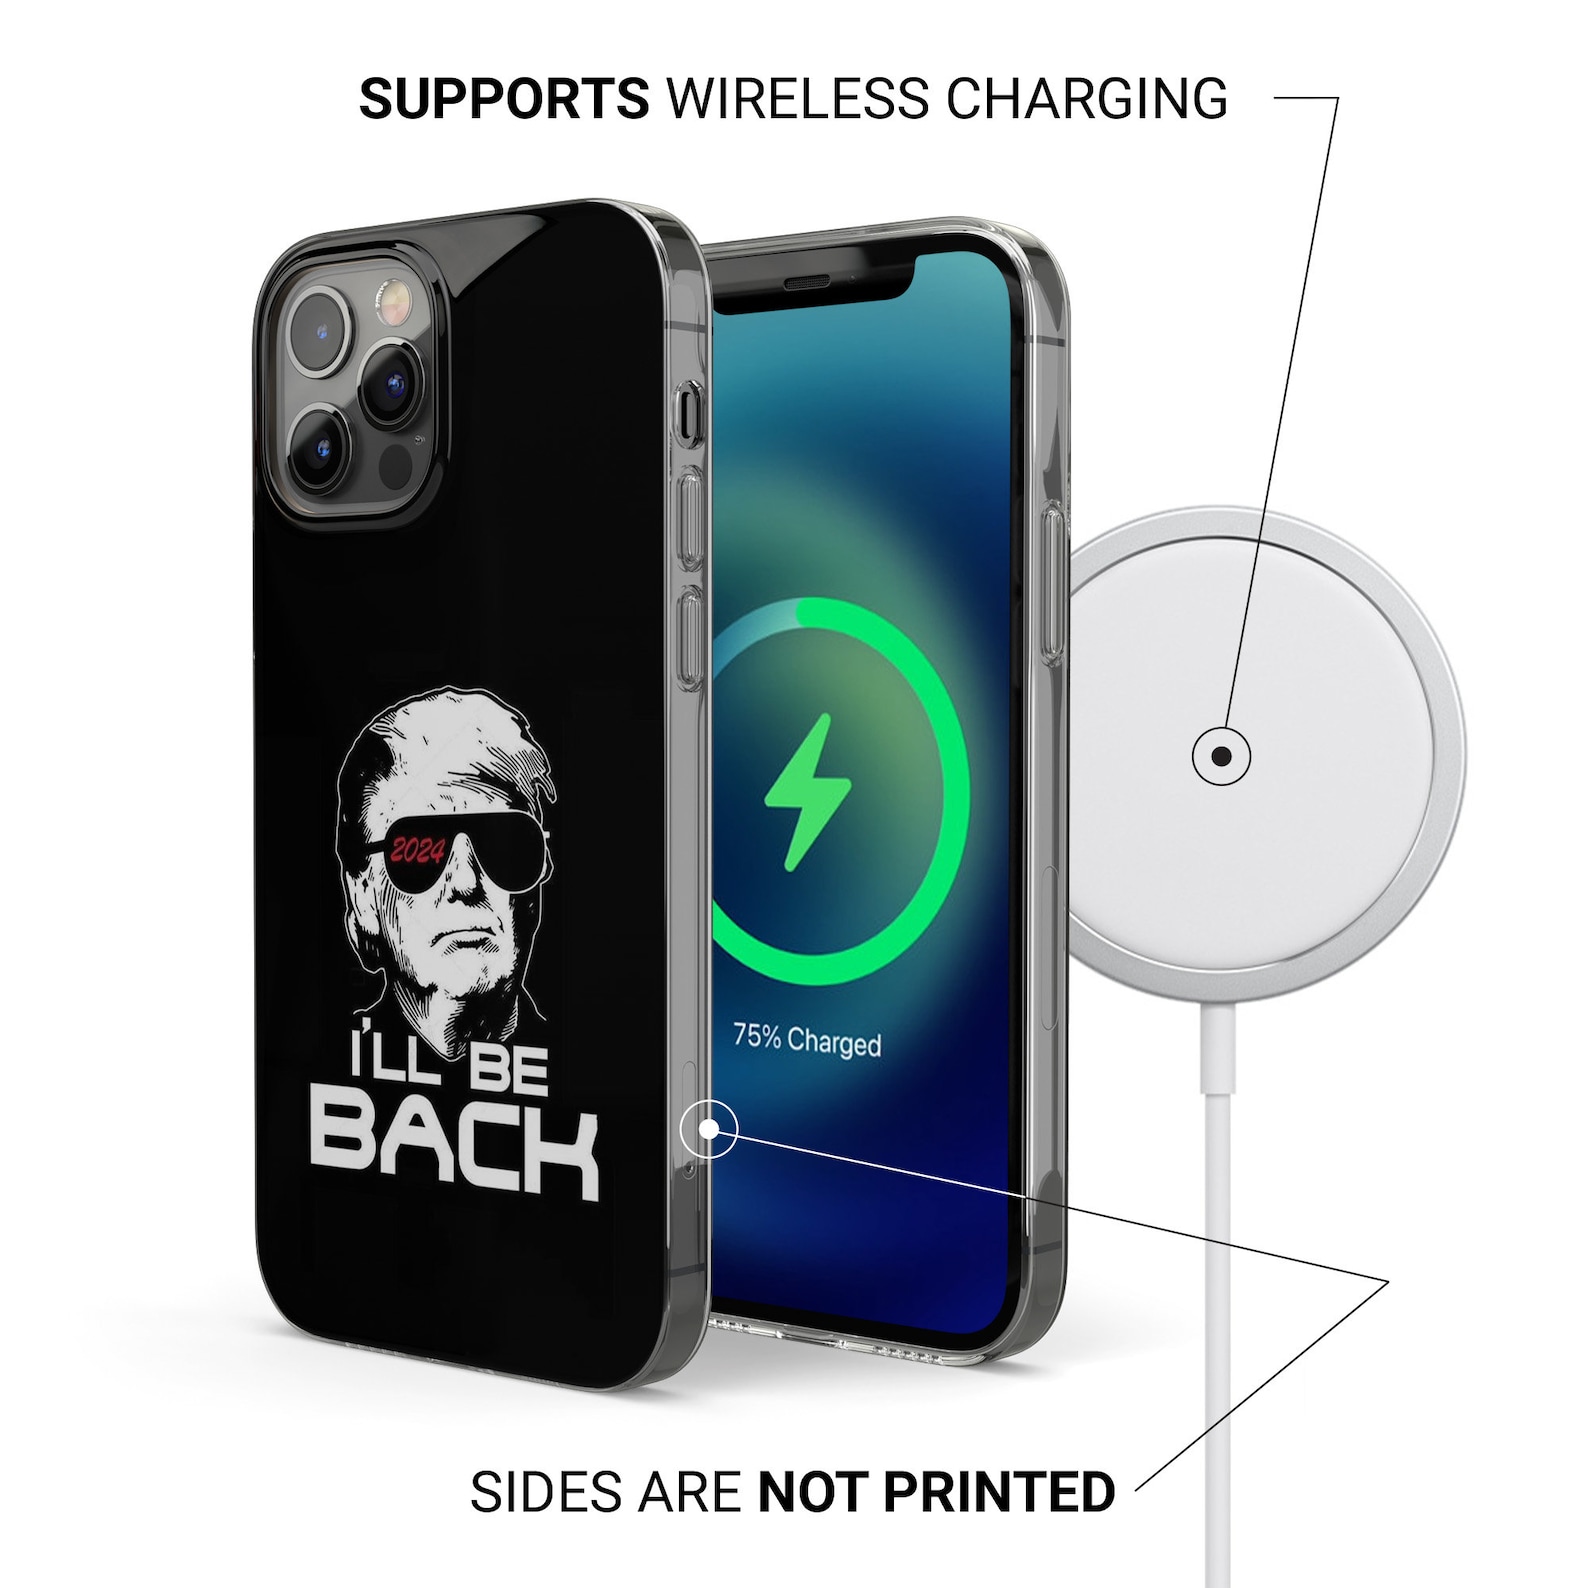 SUPPORTS WIRELESS CHARGING
2024
I'LL BE
BACK
75% Charged
SIDES ARE NOT PRINTED